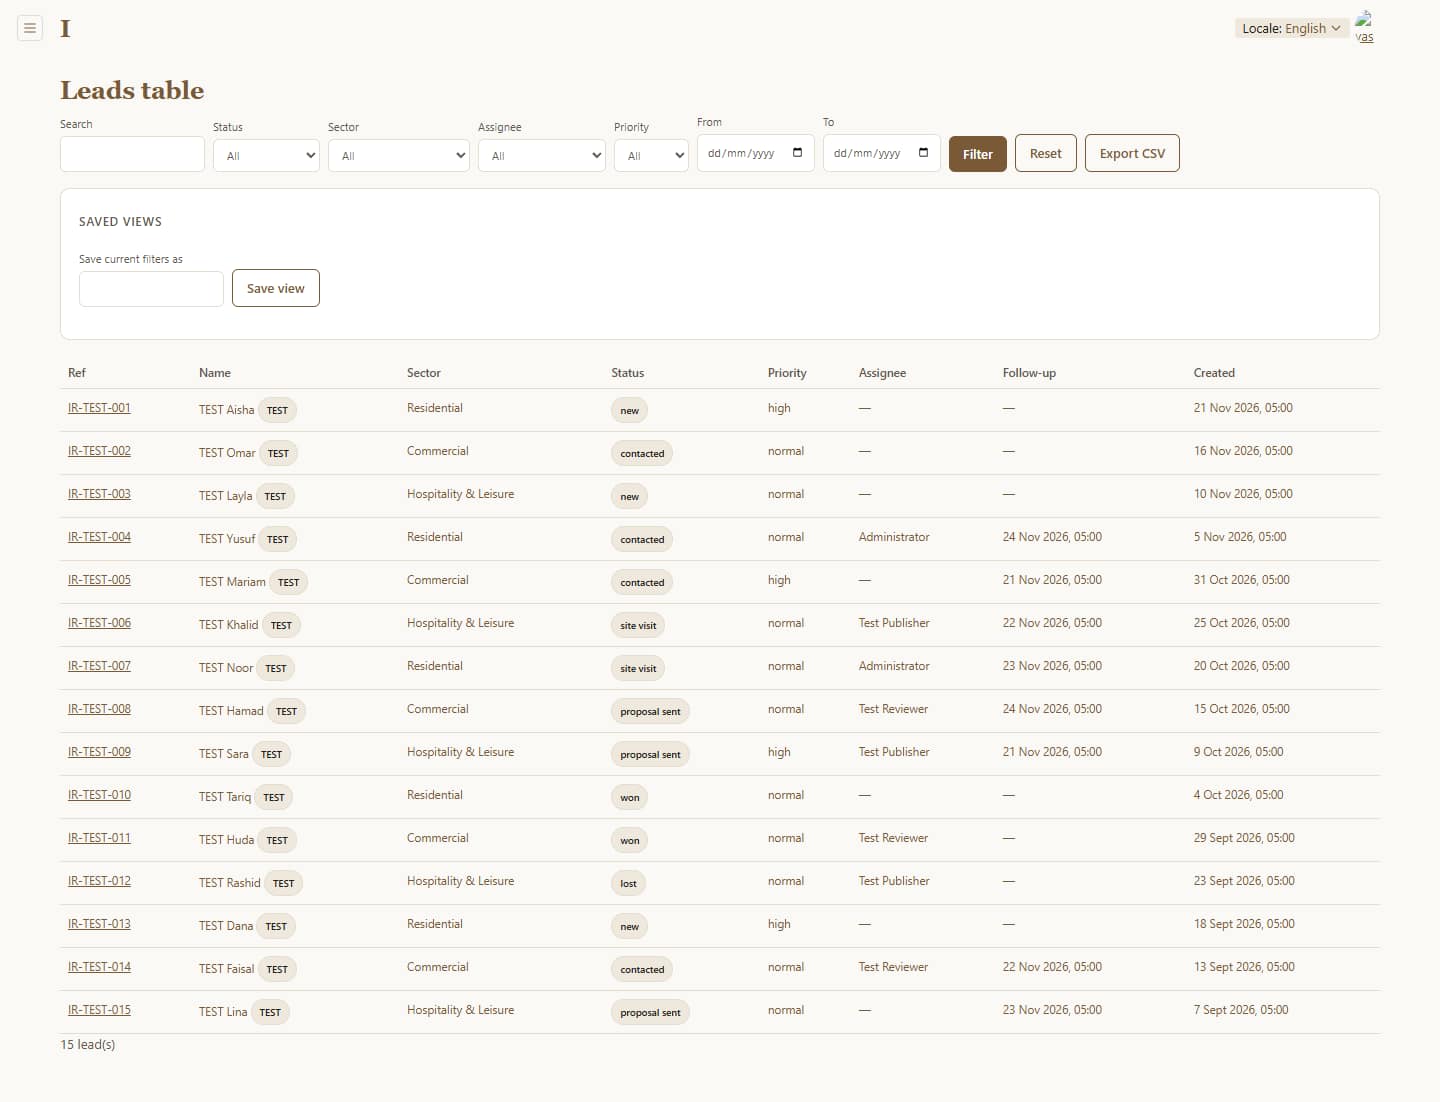 I
Locale: English
vas
Leads table
Search Status Sector Assignee Priority From To
All All All All dd/mm/yyyy dd/mm/yyyy Filter Reset Export CSV
SAVED VIEWS
Save current filters as
Save view
Ref Name Sector Status Priority Assignee Follow-up Created
IR-TEST-001 TEST Aisha TEST Residential new high — — 21 Nov 2026, 05:00
IR-TEST-002 TEST Omar TEST Commercial contacted normal — — 16 Nov 2026, 05:00
IR-TEST-003 TEST Layla TEST Hospitality & Leisure new normal — — 10 Nov 2026, 05:00
IR-TEST-004 TEST Yusuf TEST Residential contacted normal Administrator 24 Nov 2026, 05:00 5 Nov 2026, 05:00
IR-TEST-005 TEST Mariam TEST Commercial contacted high — 21 Nov 2026, 05:00 31 Oct 2026, 05:00
IR-TEST-006 TEST Khalid TEST Hospitality & Leisure site visit normal Test Publisher 22 Nov 2026, 05:00 25 Oct 2026, 05:00
IR-TEST-007 TEST Noor TEST Residential site visit normal Administrator 23 Nov 2026, 05:00 20 Oct 2026, 05:00
IR-TEST-008 TEST Hamad TEST Commercial proposal sent normal Test Reviewer 24 Nov 2026, 05:00 15 Oct 2026, 05:00
IR-TEST-009 TEST Sara TEST Hospitality & Leisure proposal sent high Test Publisher 21 Nov 2026, 05:00 9 Oct 2026, 05:00
IR-TEST-010 TEST Tariq TEST Residential won normal — — 4 Oct 2026, 05:00
IR-TEST-011 TEST Huda TEST Commercial won normal Test Reviewer — 29 Sept 2026, 05:00
IR-TEST-012 TEST Rashid TEST Hospitality & Leisure lost normal Test Publisher — 23 Sept 2026, 05:00
IR-TEST-013 TEST Dana TEST Residential new high — — 18 Sept 2026, 05:00
IR-TEST-014 TEST Faisal TEST Commercial contacted normal Test Reviewer 22 Nov 2026, 05:00 13 Sept 2026, 05:00
IR-TEST-015 TEST Lina TEST Hospitality & Leisure proposal sent normal — 23 Nov 2026, 05:00 7 Sept 2026, 05:00
15 lead(s)